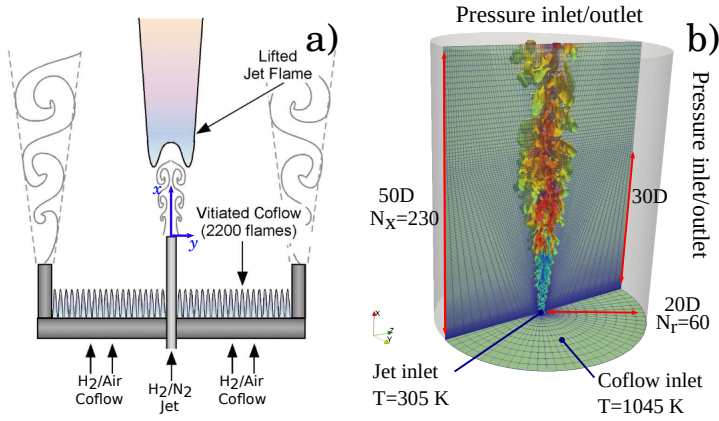 a)
Lifted
Jet Flame
x
y
Vitiated Coflow
(2200 flames)
H2/Air
Coflow
H2/N2
Jet
H2/Air
Coflow
Pressure inlet/outlet
b)
Pressure inlet/outlet
50D
Nx=230
30D
20D
Nr=60
X
Z
Y
Jet inlet
T=305 K
Coflow inlet
T=1045 K